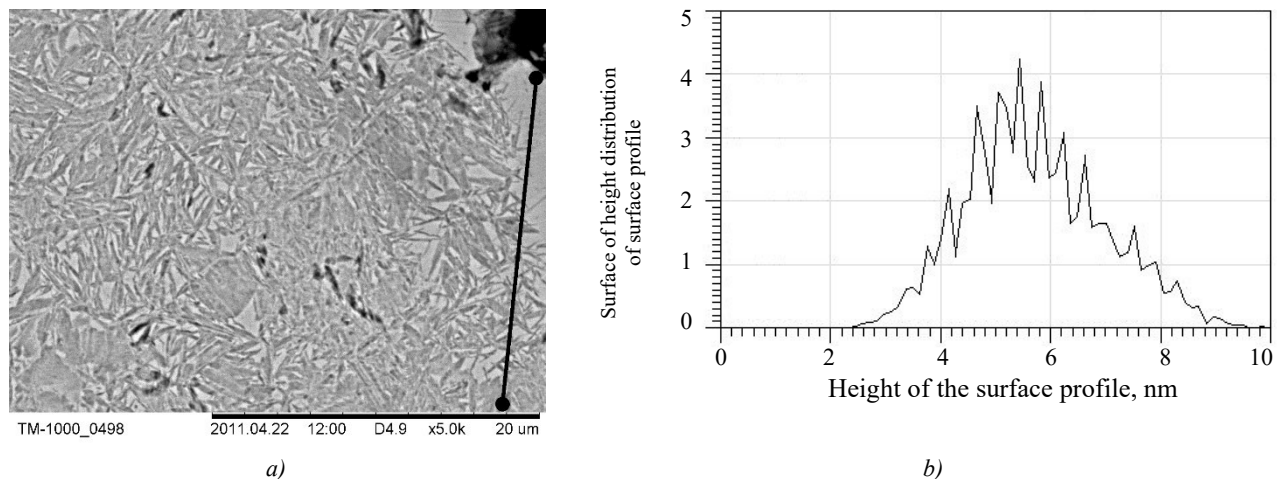 TM-1000_0498 2011.04.22 12:00 D4.9 x5.0k 20 um
a)
Surface of height distribution
of surface profile
5
4
3
2
1
0
0 2 4 6 8 10
Height of the surface profile, nm
b)